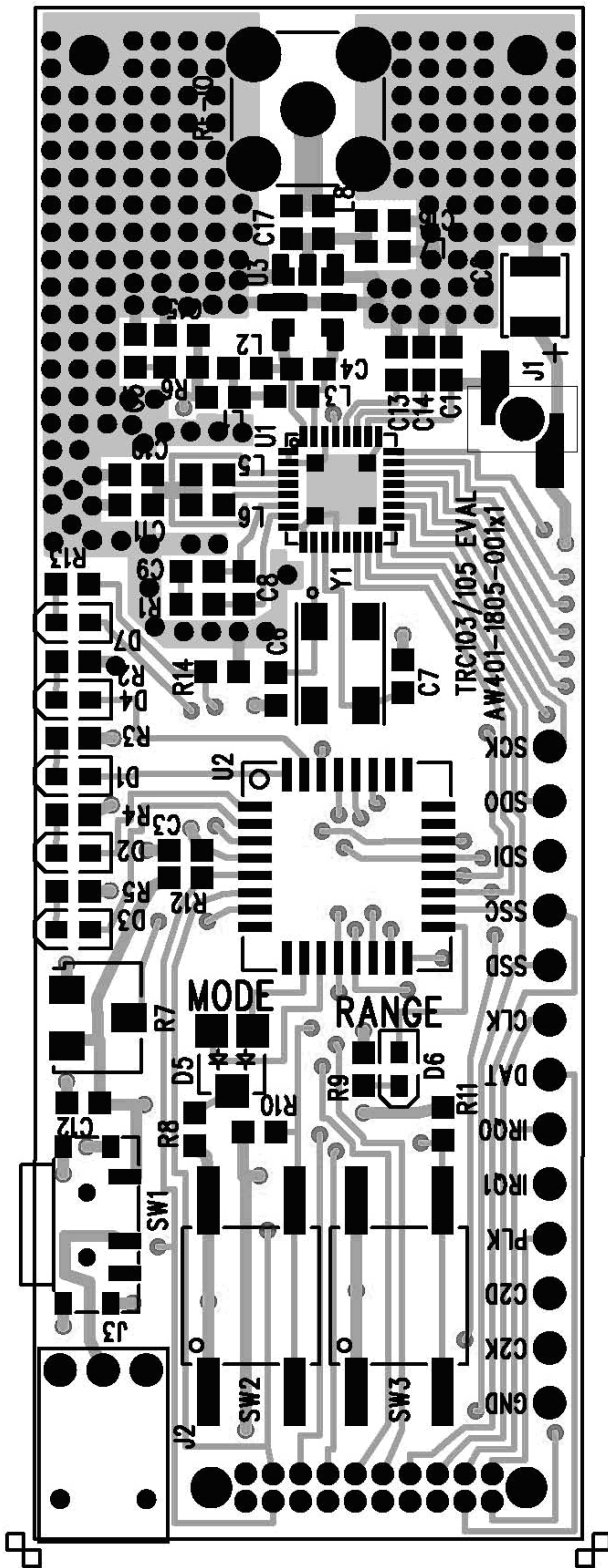 RF-IO
L8
C17
U3
L2
C4
R6
L3
L1
U1
C13
C14
C1
J1
+
L5
L6
C11
C9
R1
C8
Y1
R13
D7
R14
C6
C7
TRC103/105 EVAL
AW401-1805-001x1
R2
D4
R3
D1
R4
D2
R5
D3
U2
C3
R12
SCK
SDO
SDI
SSC
SSD
CLK
DAT
IRQ0
IRQ1
PLK
C2D
C2K
GND
MODE
RANGE
R7
D5
R8
R10
R9
D6
R11
C12
SW1
J3
J2
SW2
SW3